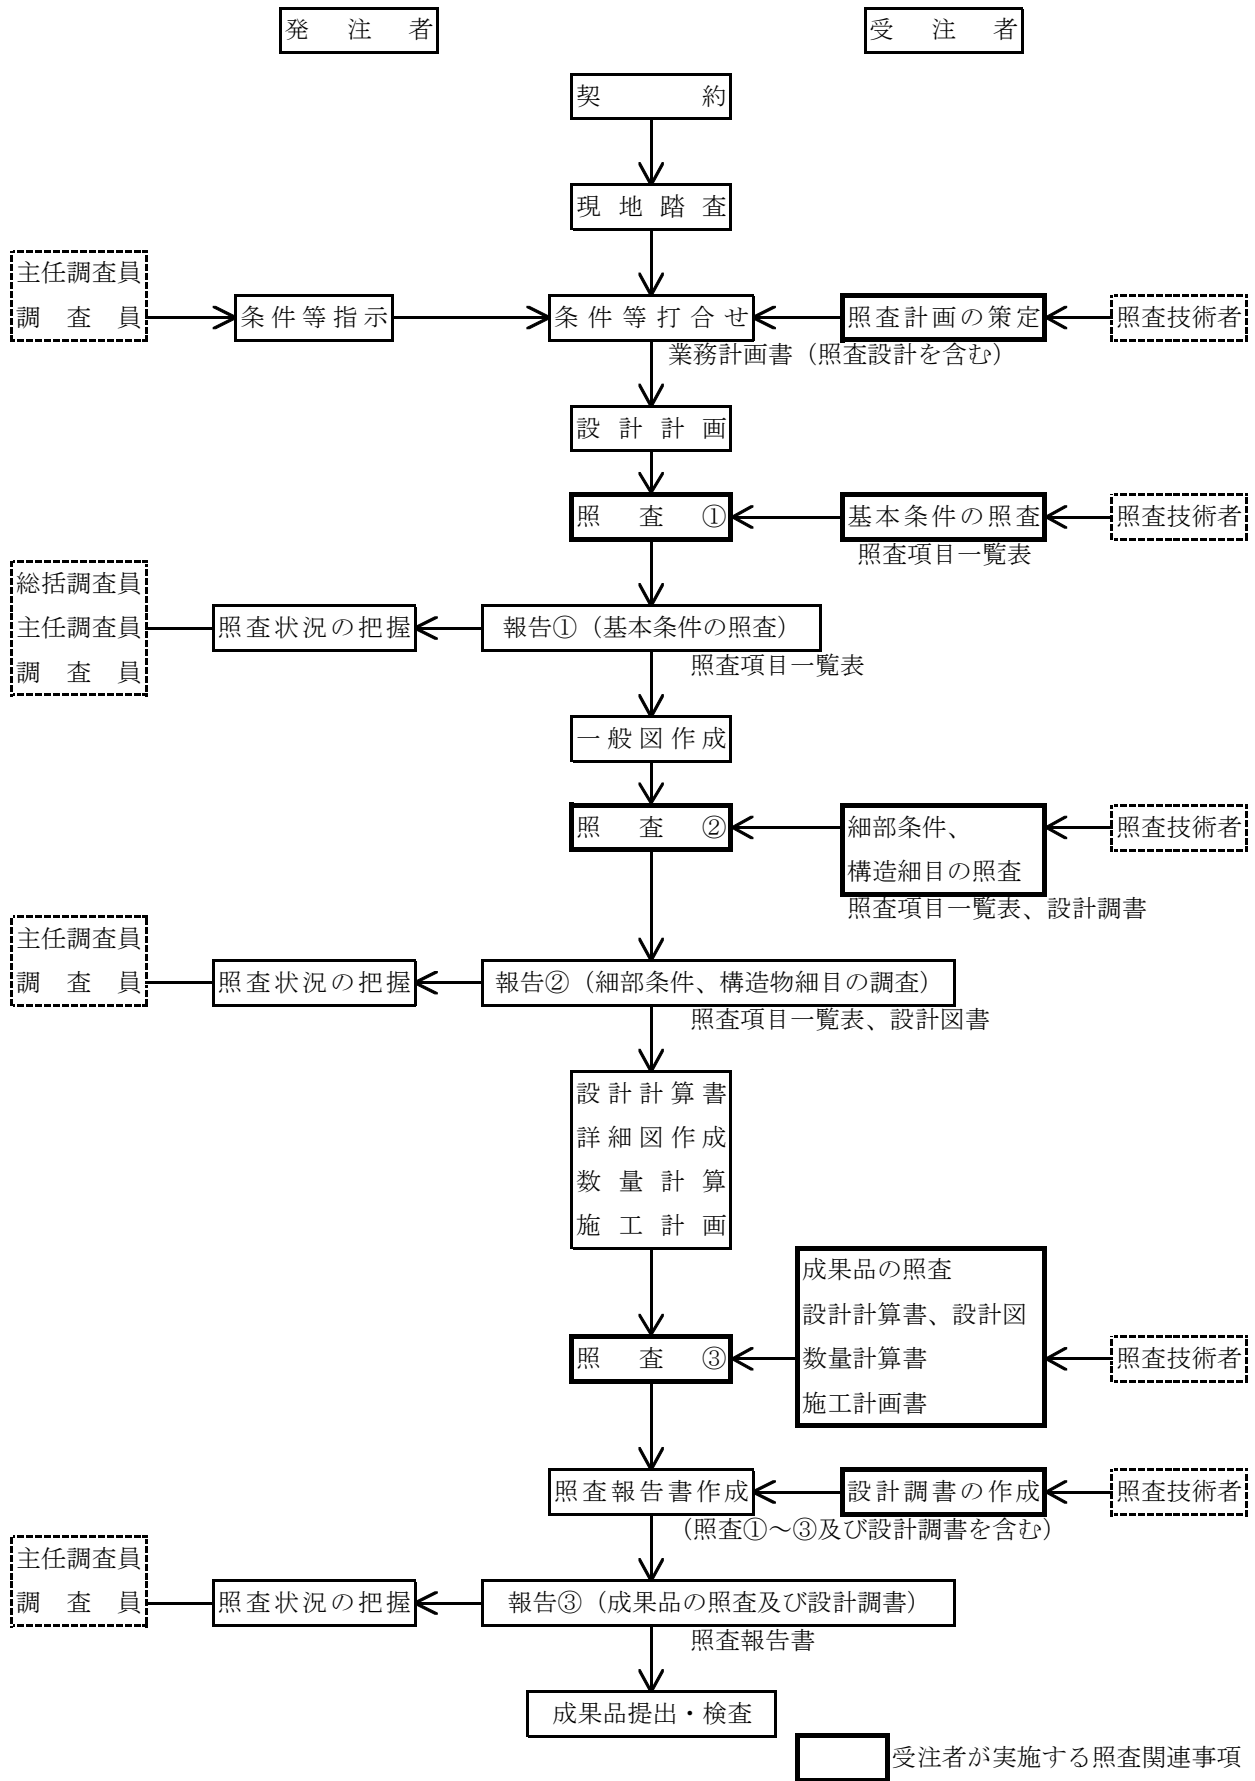 発注者
受注者
契約
現地踏査
主任調査員
調査員
条件等指示
条件等打合せ
照査計画の策定
照査技術者
業務計画書（照査設計を含む）
設計計画
照査①
基本条件の照査
照査技術者
照査項目一覧表
総括調査員
主任調査員
調査員
照査状況の把握
報告①（基本条件の照査）
照査項目一覧表
一般図作成
照査②
細部条件、
構造細目の照査
照査技術者
照査項目一覧表、設計調書
主任調査員
調査員
照査状況の把握
報告②（細部条件、構造物細目の調査）
照査項目一覧表、設計図書
設計計算書
詳細図作成
数量計算
施工計画
成果品の照査
設計計算書、設計図
数量計算書
施工計画書
照査③
照査技術者
照査報告書作成
設計調書の作成
照査技術者
（照査①～③及び設計調書を含む）
主任調査員
調査員
照査状況の把握
報告③（成果品の照査及び設計調書）
照査報告書
成果品提出・検査
受注者が実施する照査関連事項